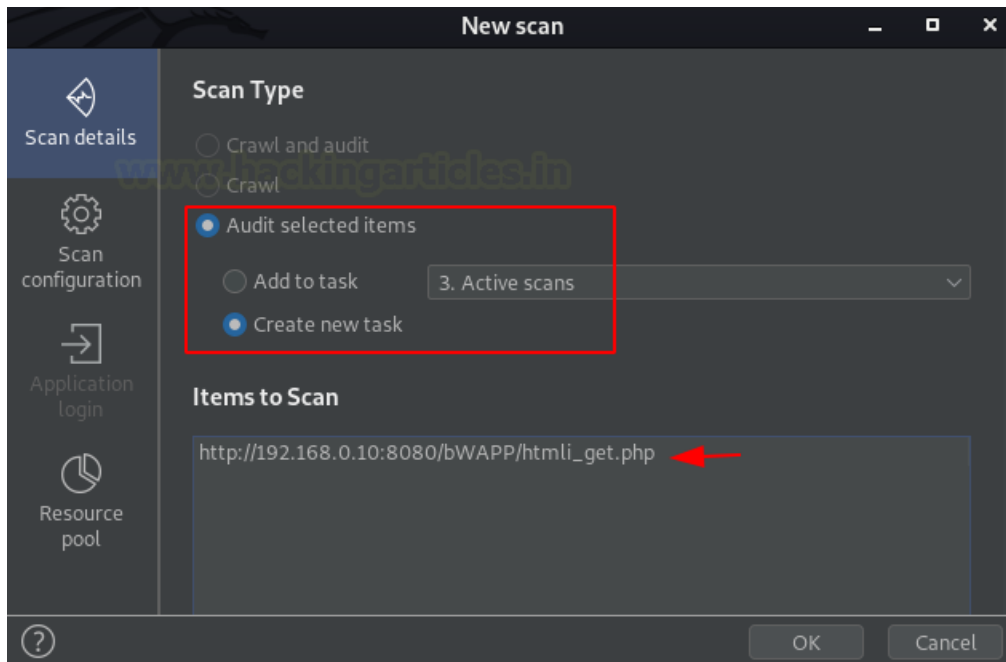 New scan
Scan details
Scan
configuration
Application
login
Resource
pool
Scan Type
Crawl and audit
www.hackingarticles.in
Crawl
Audit selected items
Add to task
3. Active scans
Create new task
Items to Scan
http://192.168.0.10:8080/bWAPP/htmli_get.php
?
OK
Cancel